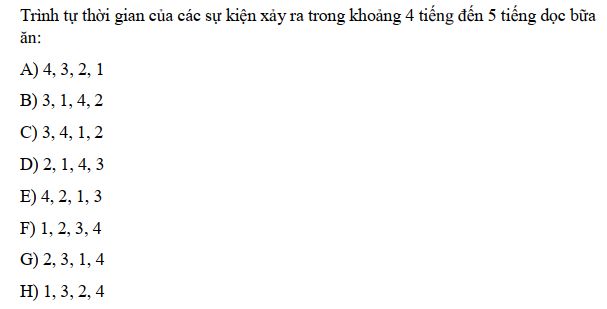 Trình tự thời gian của các sự kiện xảy ra trong khoảng 4 tiếng đến 5 tiếng dọc bữa
ăn:
A) 4, 3, 2, 1
B) 3, 1, 4, 2
C) 3, 4, 1, 2
D) 2, 1, 4, 3
E) 4, 2, 1, 3
F) 1, 2, 3, 4
G) 2, 3, 1, 4
H) 1, 3, 2, 4